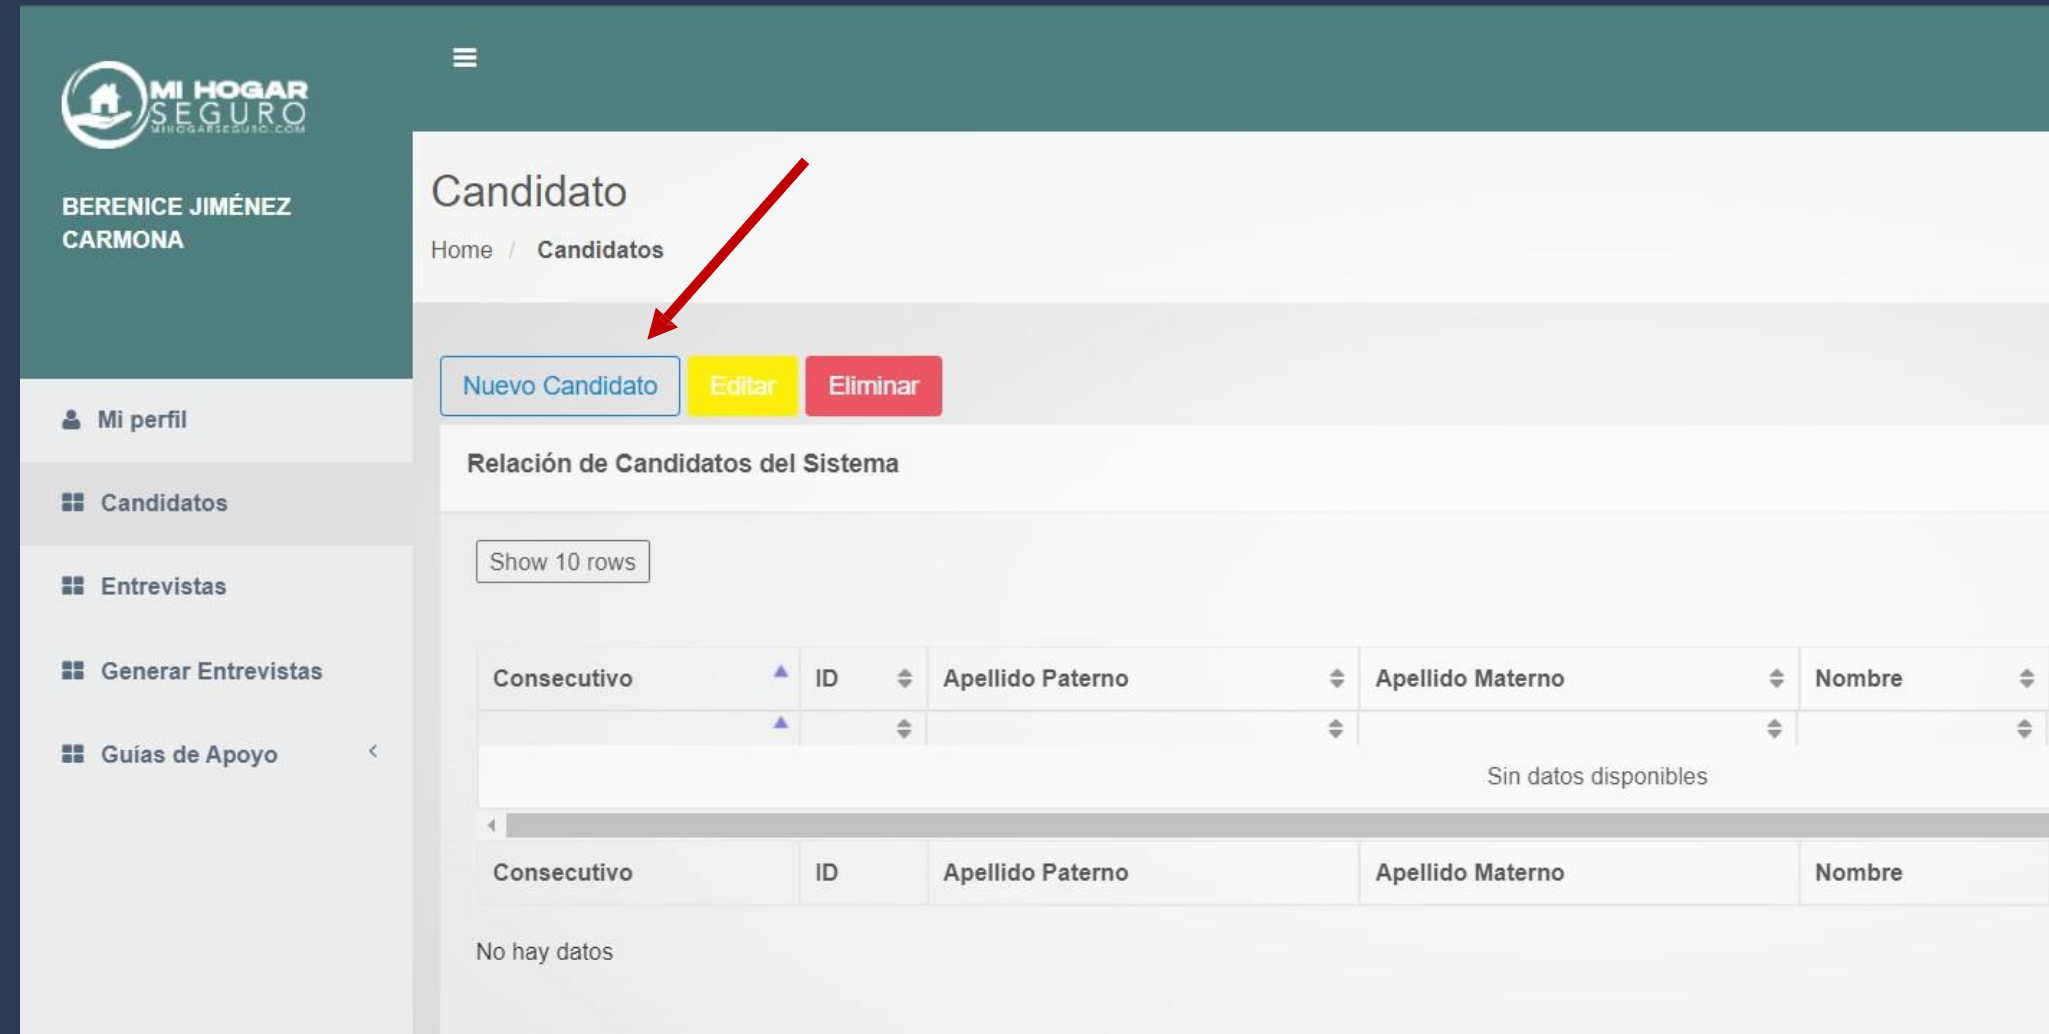 MI HOGAR
SEGURO
MIHOGARSEGURO.COM
BERENICE JIMÉNEZ
CARMONA
Mi perfil
Candidatos
Entrevistas
Generar Entrevistas
Guías de Apoyo
Candidato
Home / Candidatos
Nuevo Candidato Editar Eliminar
Relación de Candidatos del Sistema
Show 10 rows
Consecutivo ID Apellido Paterno Apellido Materno Nombre
Sin datos disponibles
Consecutivo ID Apellido Paterno Apellido Materno Nombre
No hay datos